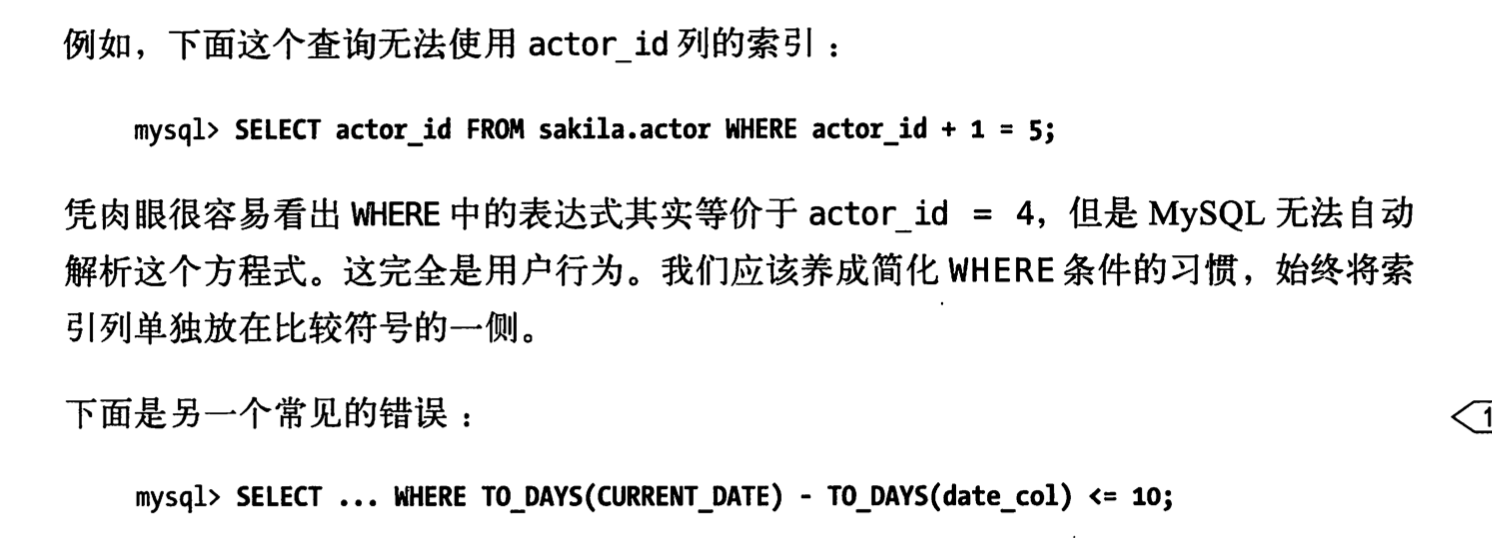 例如，下面这个查询无法使用 actor_id 列的索引：
mysql> SELECT actor_id FROM sakila.actor WHERE actor_id + 1 = 5;
凭肉眼很容易看出 WHERE 中的表达式其实等价于 actor_id = 4，但是 MySQL 无法自动
解析这个方程式。这完全是用户行为。我们应该养成简化 WHERE 条件的习惯，始终将索
引列单独放在比较符号的一侧。
下面是另一个常见的错误：
1
mysql> SELECT ... WHERE TO_DAYS(CURRENT_DATE) - TO_DAYS(date_col) <= 10;